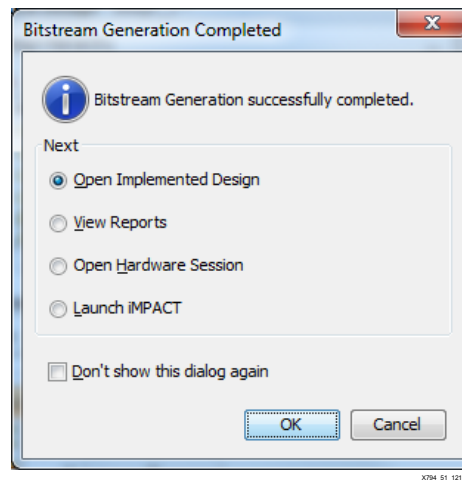 Bitstream Generation Completed
Bitstream Generation successfully completed.
Next
Open Implemented Design
View Reports
Open Hardware Session
Launch iMPACT
Don't show this dialog again
OK
Cancel
X794_51_121